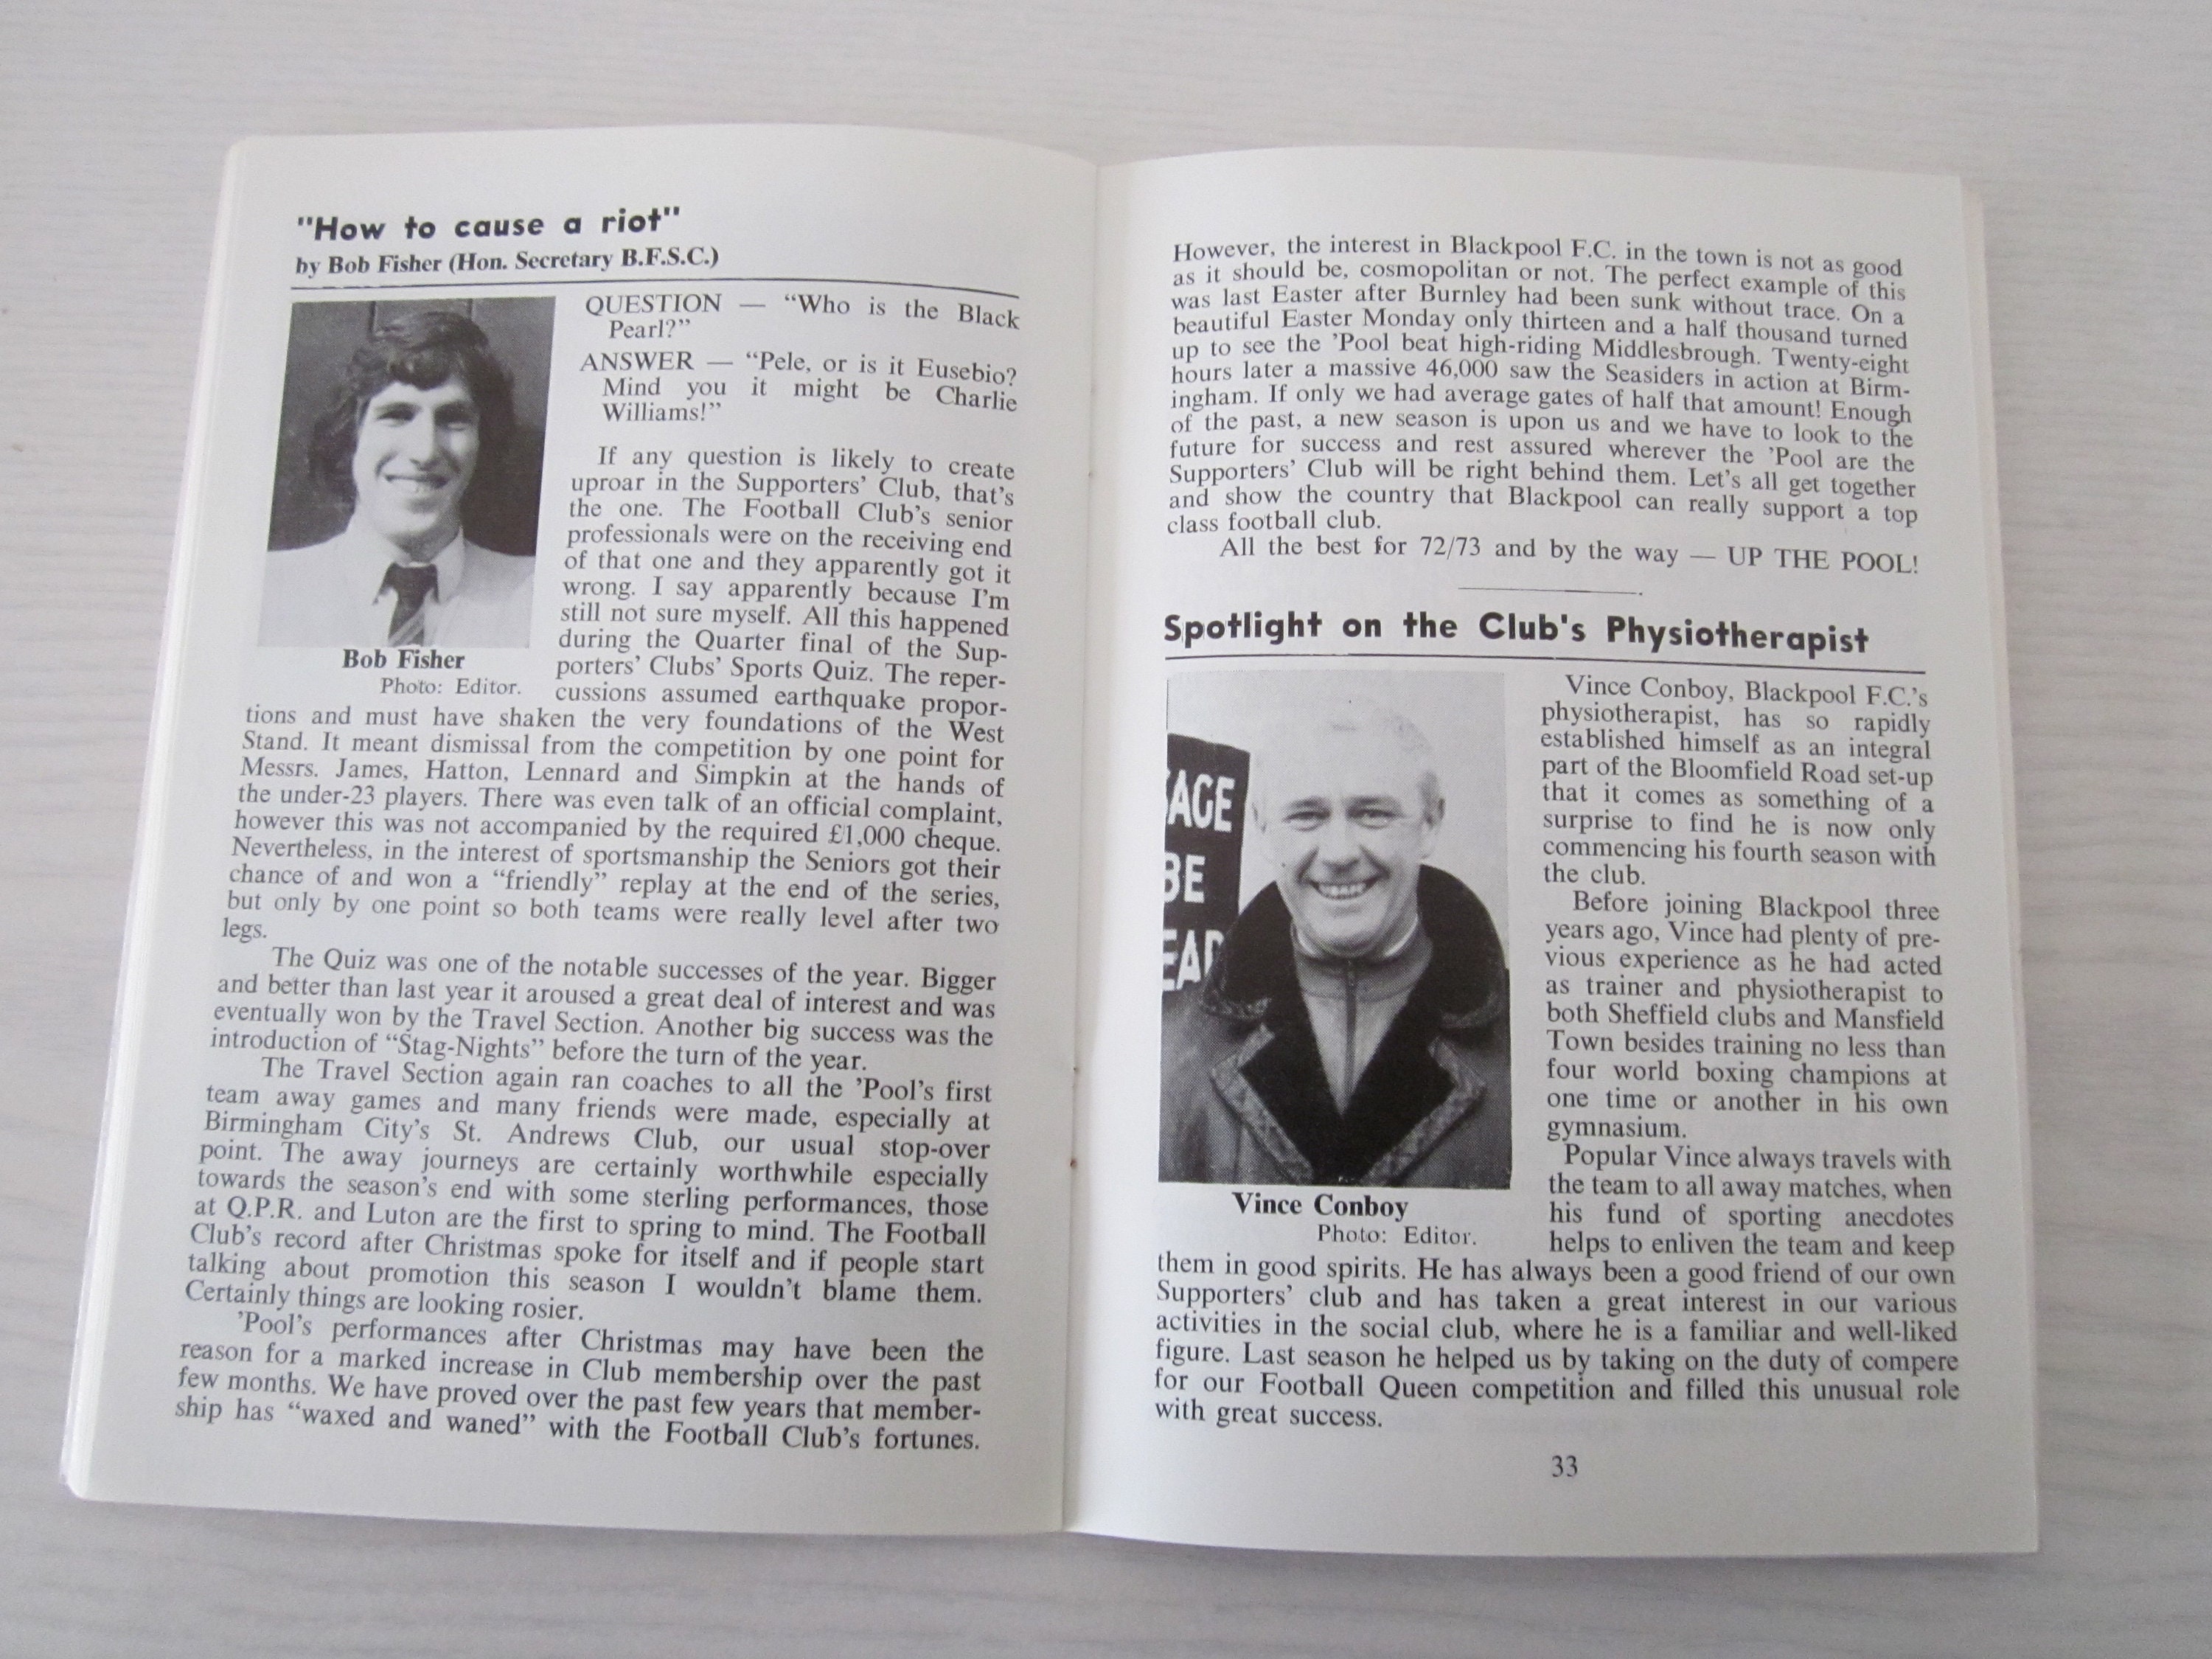 "How to cause a riot"
by Bob Fisher (Hon. Secretary B.F.S.C.)
QUESTION — “Who is the Black
Pearl?”
ANSWER — “Pele, or is it Eusebio?
Mind you it might be Charlie
Williams!”
If any question is likely to create
uproar in the Supporters’ Club, that’s
the one. The Football Club’s senior
professionals were on the receiving end
of that one and they apparently got it
wrong. I say apparently because I’m
still not sure myself. All this happened
during the Quarter final of the Sup-
porters’ Clubs’ Sports Quiz. The reper-
cussions assumed earthquake propor-
Bob Fisher
Photo: Editor.
tions and must have shaken the very foundations of the West
Stand. It meant dismissal from the competition by one point for
Messrs. James, Hatton, Lennard and Simpkin at the hands of
the under-23 players. There was even talk of an official complaint,
however this was not accompanied by the required £1,000 cheque.
Nevertheless, in the interest of sportsmanship the Seniors got their
chance of and won a “friendly” replay at the end of the series,
but only by one point so both teams were really level after two
legs.
The Quiz was one of the notable successes of the year. Bigger
and better than last year it aroused a great deal of interest and was
eventually won by the Travel Section. Another big success was the
introduction of “Stag-Nights” before the turn of the year.
The Travel Section again ran coaches to all the ’Pool’s first
team away games and many friends were made, especially at
Birmingham City’s St. Andrews Club, our usual stop-over
point. The away journeys are certainly worthwhile especially
towards the season’s end with some sterling performances, those
at Q.P.R. and Luton are the first to spring to mind. The Football
Club’s record after Christmas spoke for itself and if people start
talking about promotion this season I wouldn’t blame them.
Certainly things are looking rosier.
’Pool’s performances after Christmas may have been the
reason for a marked increase in Club membership over the past
few months. We have proved over the past few years that member-
ship has “waxed and waned” with the Football Club’s fortunes.
However, the interest in Blackpool F.C. in the town is not as good
as it should be, cosmopolitan or not. The perfect example of this
was last Easter after Burnley had been sunk without trace. On a
beautiful Easter Monday only thirteen and a half thousand turned
up to see the ’Pool beat high-riding Middlesbrough. Twenty-eight
hours later a massive 46,000 saw the Seasiders in action at Birm-
ingham. If only we had average gates of half that amount! Enough
of the past, a new season is upon us and we have to look to the
future for success and rest assured wherever the ’Pool are the
Supporters’ Club will be right behind them. Let’s all get together
and show the country that Blackpool can really support a top
class football club.
All the best for 72/73 and by the way — UP THE POOL!
Spotlight on the Club's Physiotherapist
SAGE
BE
EAD
Vince Conboy
Photo: Editor.
Vince Conboy, Blackpool F.C.’s
physiotherapist, has so rapidly
established himself as an integral
part of the Bloomfield Road set-up
that it comes as something of a
surprise to find he is now only
commencing his fourth season with
the club.
Before joining Blackpool three
years ago, Vince had plenty of pre-
vious experience as he had acted
as trainer and physiotherapist to
both Sheffield clubs and Mansfield
Town besides training no less than
four world boxing champions at
one time or another in his own
gymnasium.
Popular Vince always travels with
the team to all away matches, when
his fund of sporting anecdotes
helps to enliven the team and keep
them in good spirits. He has always been a good friend of our own
Supporters’ club and has taken a great interest in our various
activities in the social club, where he is a familiar and well-liked
figure. Last season he helped us by taking on the duty of compere
for our Football Queen competition and filled this unusual role
with great success.
33